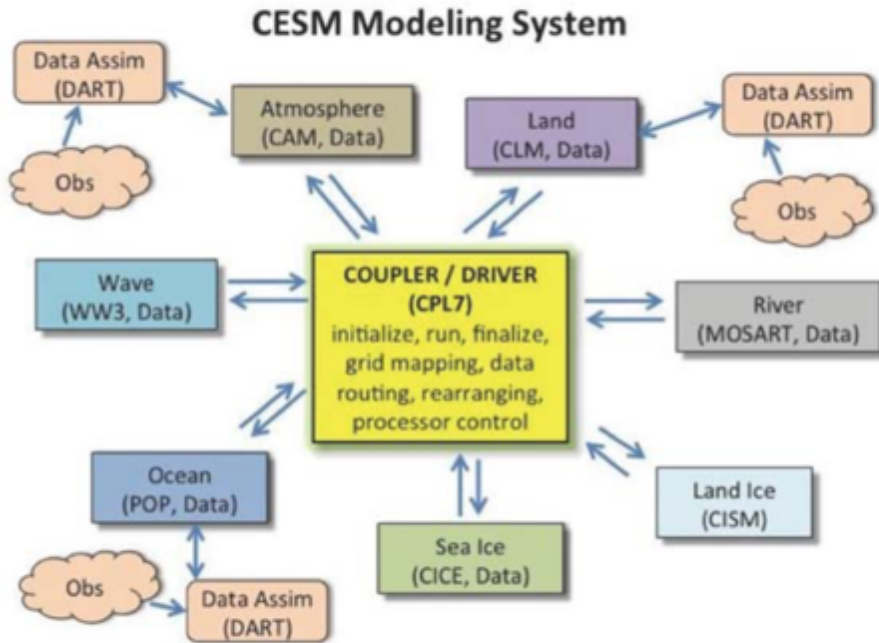 CESM Modeling System
Data Assim
(DART)
Obs
Atmosphere
(CAM, Data)
Land
(CLM, Data)
Data Assim
(DART)
Obs
Wave
(WW3, Data)
COUPLER / DRIVER
(CPL7)
initialize, run, finalize,
grid mapping, data
routing, rearranging,
processor control
River
(MOSART, Data)
Ocean
(POP, Data)
Obs
Data Assim
(DART)
Sea Ice
(CICE, Data)
Land Ice
(CISM)